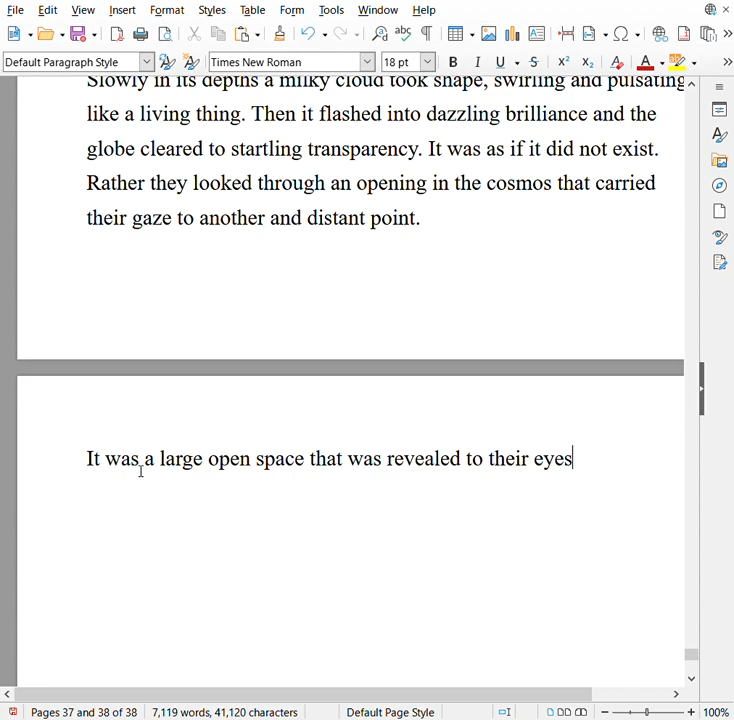 File Edit View Insert Format Styles Table Form Tools Window Help
Default Paragraph Style Times New Roman 18 pt
Slowly in its depths a milky cloud took shape, swirling and pulsating
like a living thing. Then it flashed into dazzling brilliance and the
globe cleared to startling transparency. It was as if it did not exist.
Rather they looked through an opening in the cosmos that carried
their gaze to another and distant point.
It was a large open space that was revealed to their eyes
Pages 37 and 38 of 38 7,119 words, 41,120 characters Default Page Style 100%